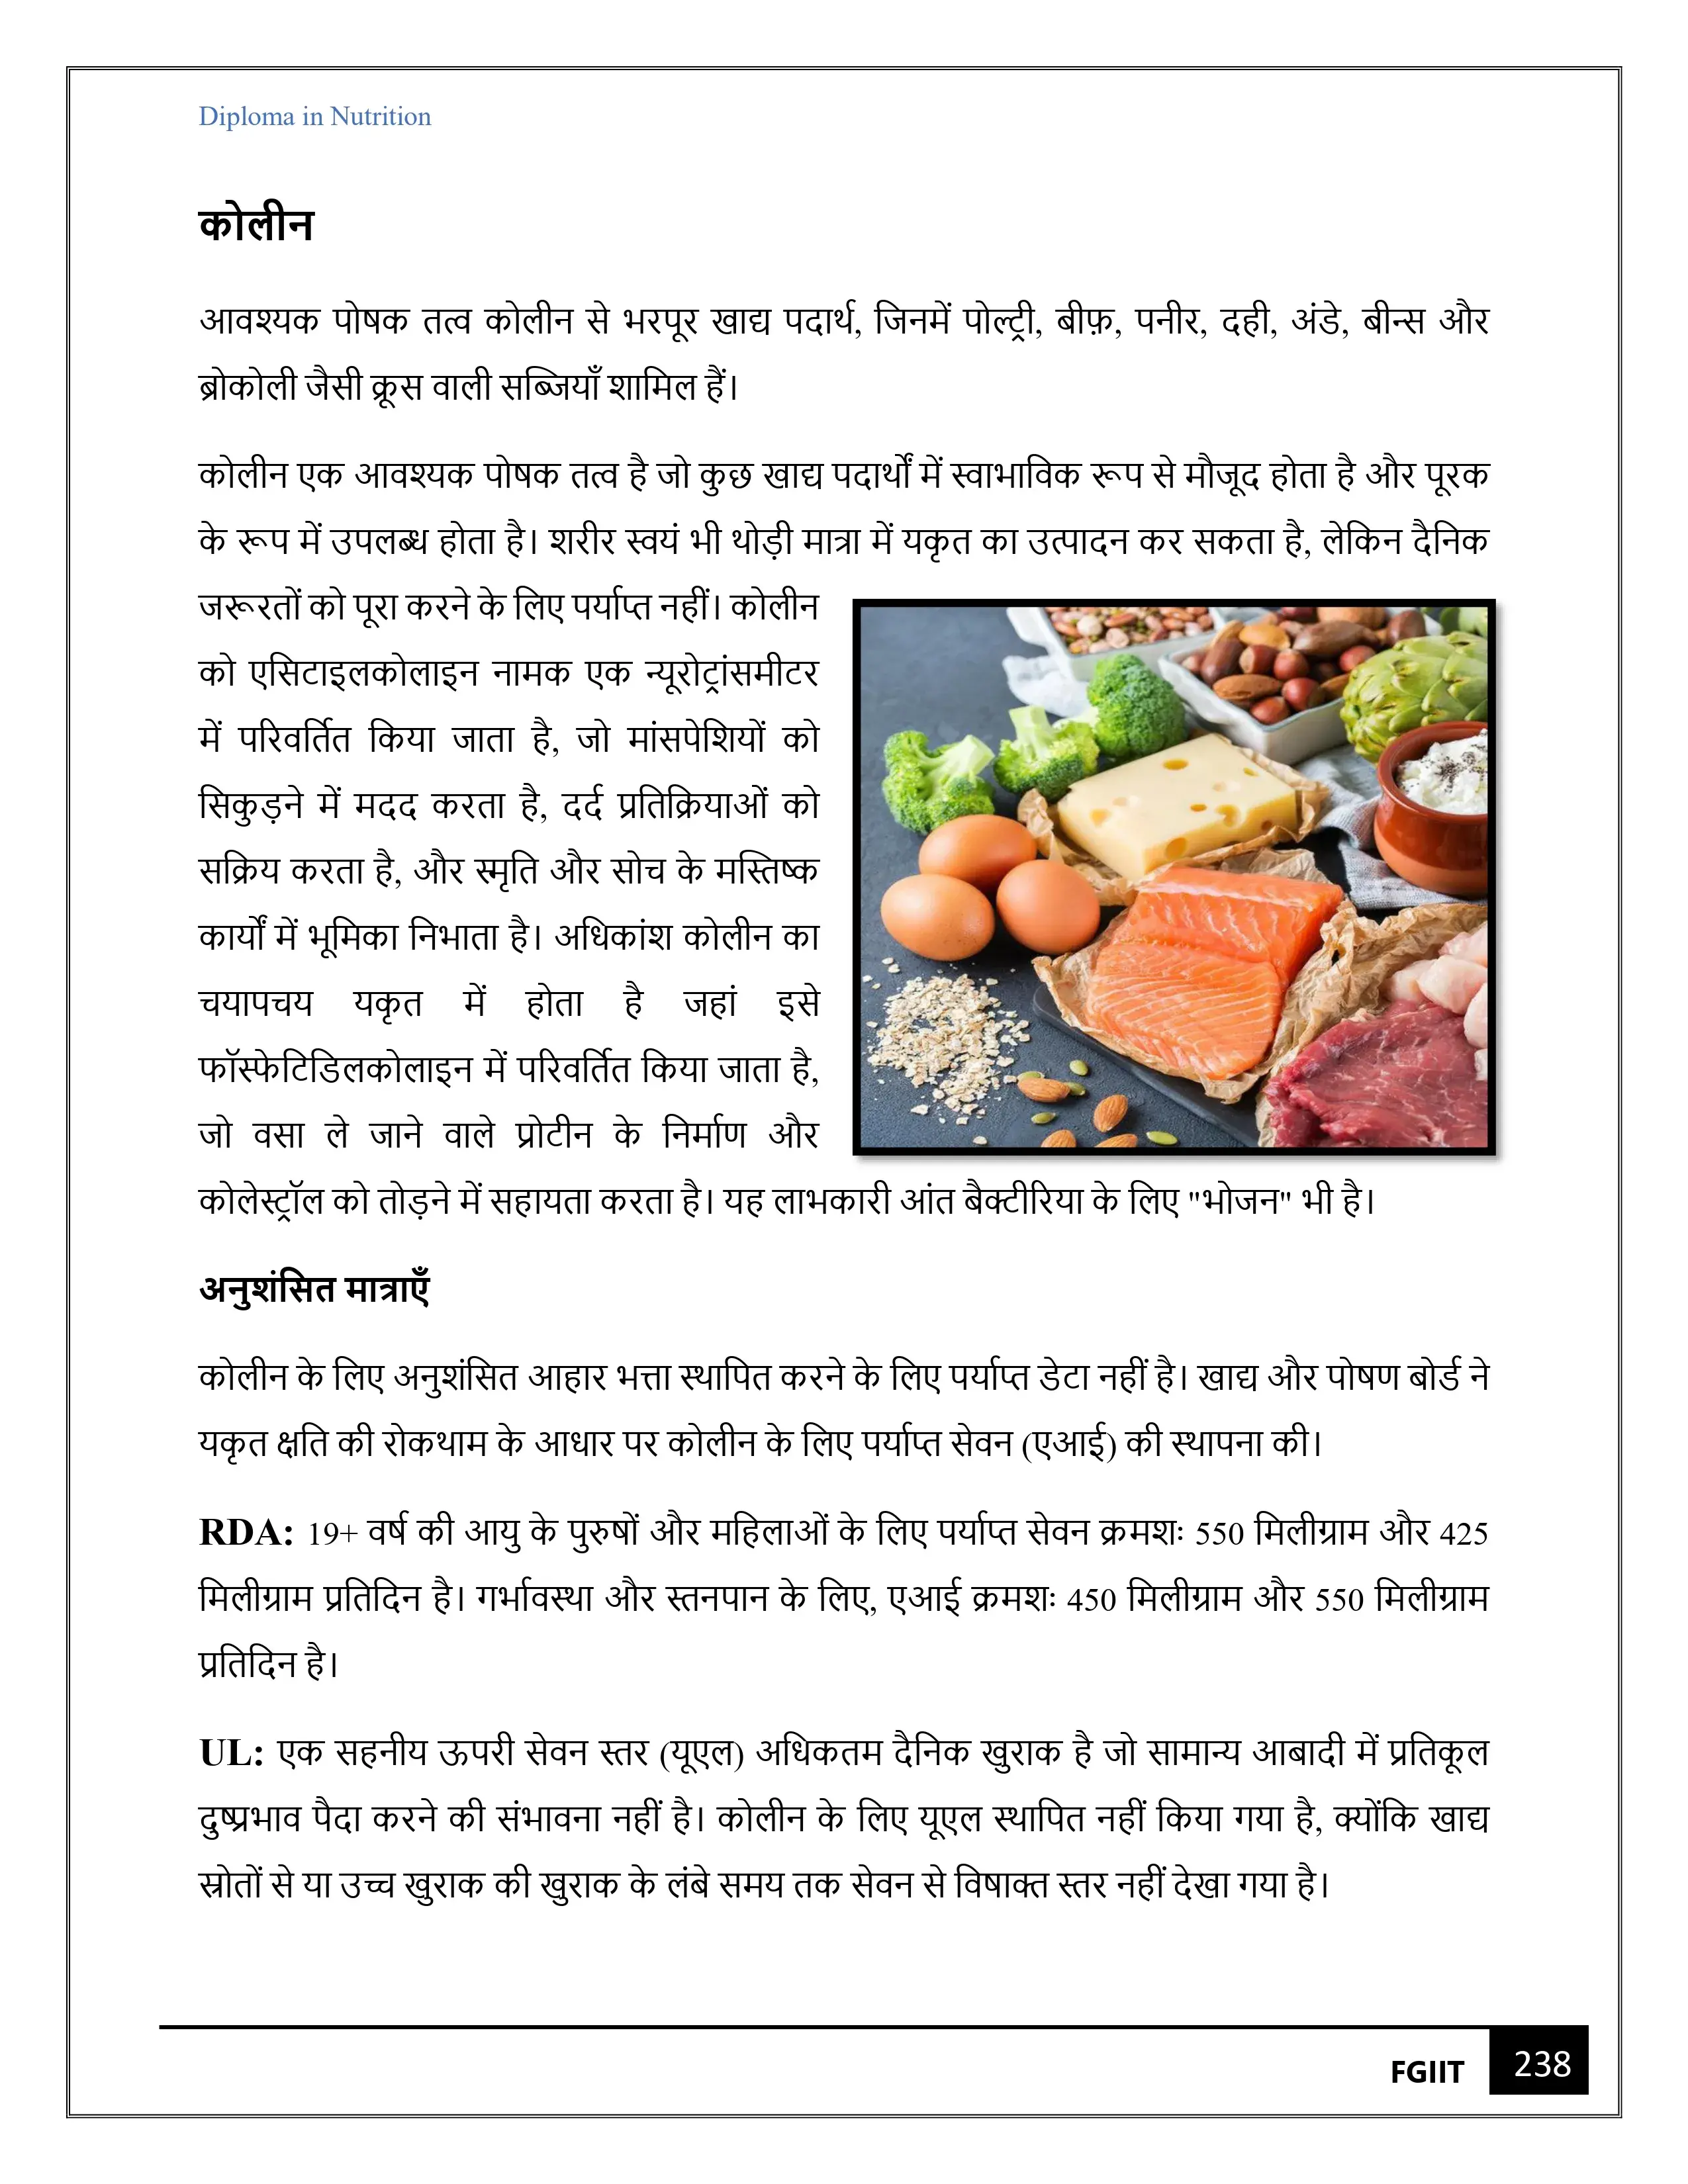 Diploma in Nutrition
कोलीन
आवश्यक पोषक तत्व कोलीन से भरपूर खाद्य पदार्थ, जिनमें पोल्ट्री, बीफ़, पनीर, दही, अंडे, बीन्स और
ब्रोकोली जैसी क्रूस वाली सब्जियाँ शामिल हैं।
कोलीन एक आवश्यक पोषक तत्व है जो कुछ खाद्य पदार्थों में स्वाभाविक रूप से मौजूद होता है और पूरक
के रूप में उपलब्ध होता है। शरीर स्वयं भी थोड़ी मात्रा में यकृत का उत्पादन कर सकता है, लेकिन दैनिक
जरूरतों को पूरा करने के लिए पर्याप्त नहीं। कोलीन
को एसिटाइलकोलाइन नामक एक न्यूरोट्रांसमीटर
में परिवर्तित किया जाता है, जो मांसपेशियों को
सिकुड़ने में मदद करता है, दर्द प्रतिक्रियाओं को
सक्रिय करता है, और स्मृति और सोच के मस्तिष्क
कार्यों में भूमिका निभाता है। अधिकांश कोलीन का
चयापचय यकृत में होता है जहां इसे
फॉस्फेटिडिलकोलाइन में परिवर्तित किया जाता है,
जो वसा ले जाने वाले प्रोटीन के निर्माण और
कोलेस्ट्रॉल को तोड़ने में सहायता करता है। यह लाभकारी आंत बैक्टीरिया के लिए "भोजन" भी है।
अनुशंसित मात्राएँ
कोलीन के लिए अनुशंसित आहार भत्ता स्थापित करने के लिए पर्याप्त डेटा नहीं है। खाद्य और पोषण बोर्ड ने
यकृत क्षति की रोकथाम के आधार पर कोलीन के लिए पर्याप्त सेवन (एआई) की स्थापना की।
RDA: 19+ वर्ष की आयु के पुरुषों और महिलाओं के लिए पर्याप्त सेवन क्रमशः 550 मिलीग्राम और 425
मिलीग्राम प्रतिदिन है। गर्भावस्था और स्तनपान के लिए, एआई क्रमशः 450 मिलीग्राम और 550 मिलीग्राम
प्रतिदिन है।
UL: एक सहनीय ऊपरी सेवन स्तर (यूएल) अधिकतम दैनिक खुराक है जो सामान्य आबादी में प्रतिकूल
दुष्प्रभाव पैदा करने की संभावना नहीं है। कोलीन के लिए यूएल स्थापित नहीं किया गया है, क्योंकि खाद्य
स्रोतों से या उच्च खुराक की खुराक के लंबे समय तक सेवन से विषाक्त स्तर नहीं देखा गया है।
FGIIT 238